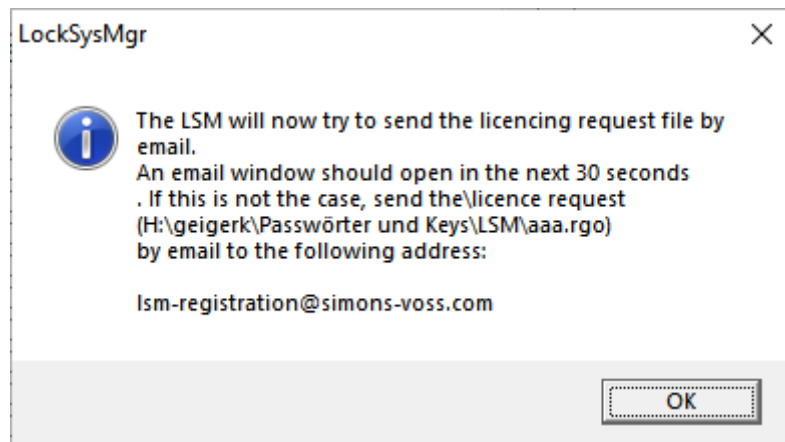 LockSysMgr
The LSM will now try to send the licencing request file by
email.
An email window should open in the next 30 seconds
. If this is not the case, send the\licence request
(H:\geigerk\Passwörter und Keys\LSM\aaa.rgo)
by email to the following address:
lsm-registration@simons-voss.com
OK